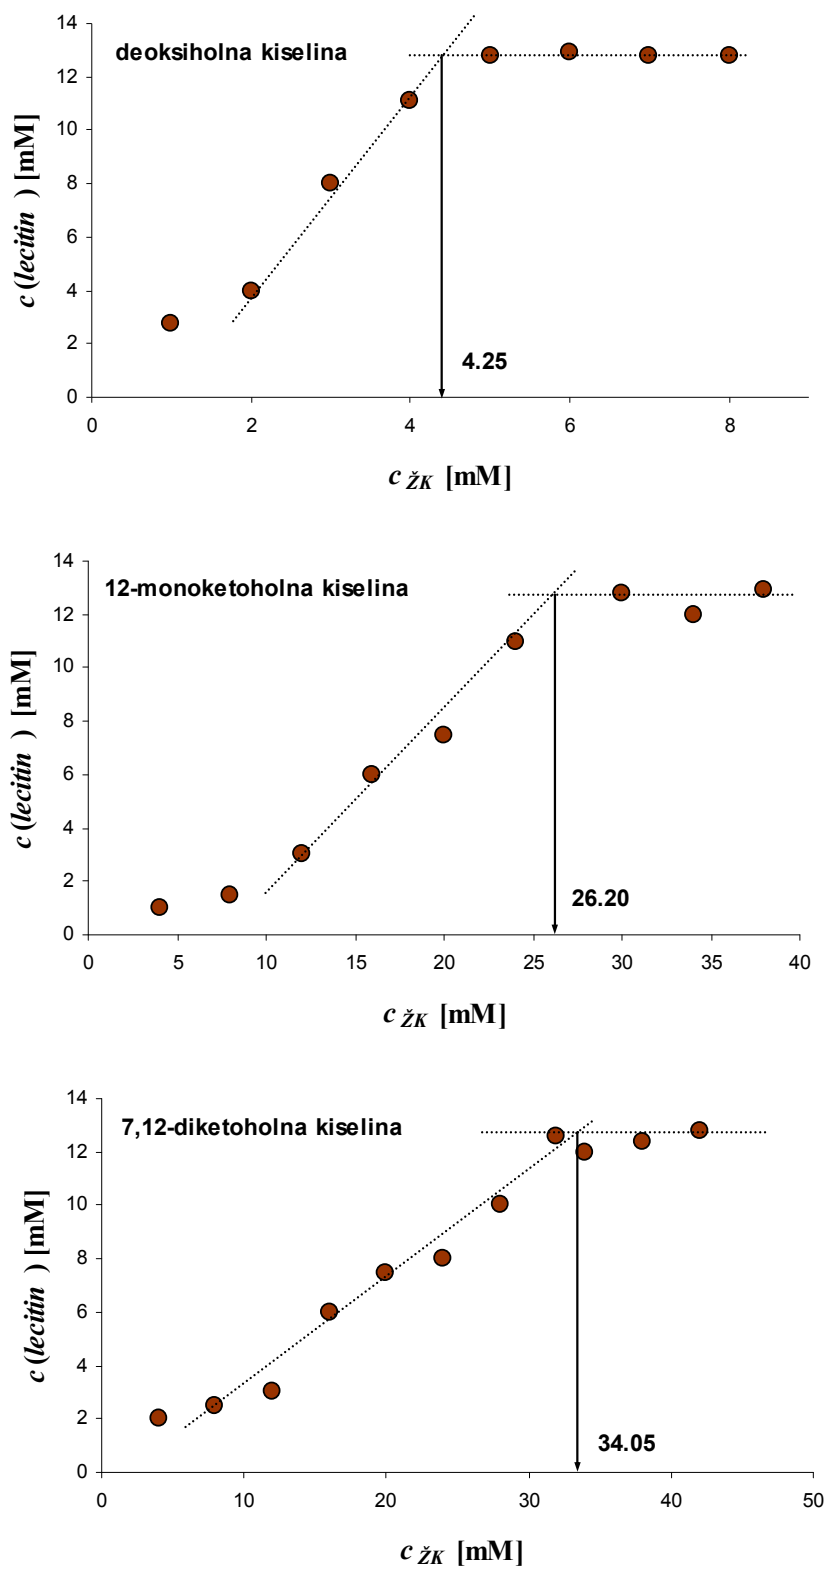 deoksiholna kiselina
c (lecitin ) [mM]
14
12
10
8
6
4
2
0
4.25
0 2 4 6 8
c ŽK [mM]
12-monoketoholna kiselina
c (lecitin ) [mM]
14
12
10
8
6
4
2
0
26.20
0 5 10 15 20 25 30 35 40
c ŽK [mM]
7,12-diketoholna kiselina
c (lecitin ) [mM]
14
12
10
8
6
4
2
0
34.05
0 10 20 30 40 50
c ŽK [mM]